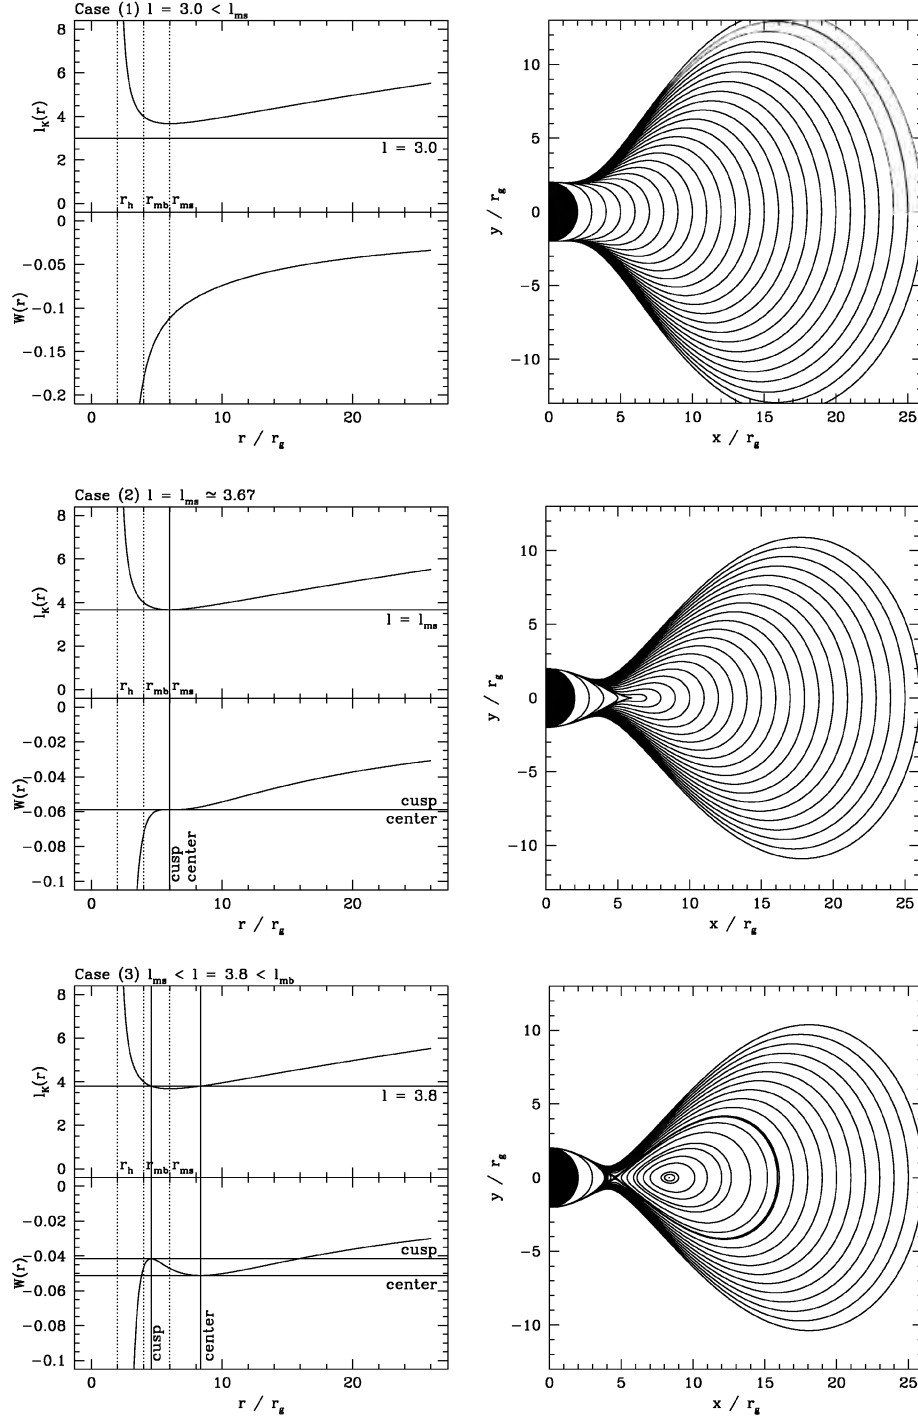 Case (1) l = 3.0 < l_ms
8
6
4
2
0
l_K(r)
l = 3.0
r_h
r_mb
r_ms
0
−0.05
−0.1
−0.15
−0.2
W(r)
0
10
20
r / r_g
10
5
0
−5
−10
y / r_g
0
5
10
15
20
25
x / r_g
Case (2) l = l_ms ≃ 3.67
8
6
4
2
0
l_K(r)
l = l_ms
r_h
r_mb
r_ms
−0.00
−0.02
−0.04
−0.06
−0.08
−0.1
W(r)
cusp
center
cusp
center
0
10
20
r / r_g
10
5
0
−5
−10
y / r_g
0
5
10
15
20
25
x / r_g
Case (3) l_ms < l = 3.8 < l_mb
8
6
4
2
0
l_K(r)
l = 3.8
r_h
r_mb
r_ms
−0.00
−0.02
−0.04
−0.06
−0.08
−0.1
W(r)
cusp
center
cusp
center
0
10
20
r / r_g
10
5
0
−5
−10
y / r_g
0
5
10
15
20
25
x / r_g